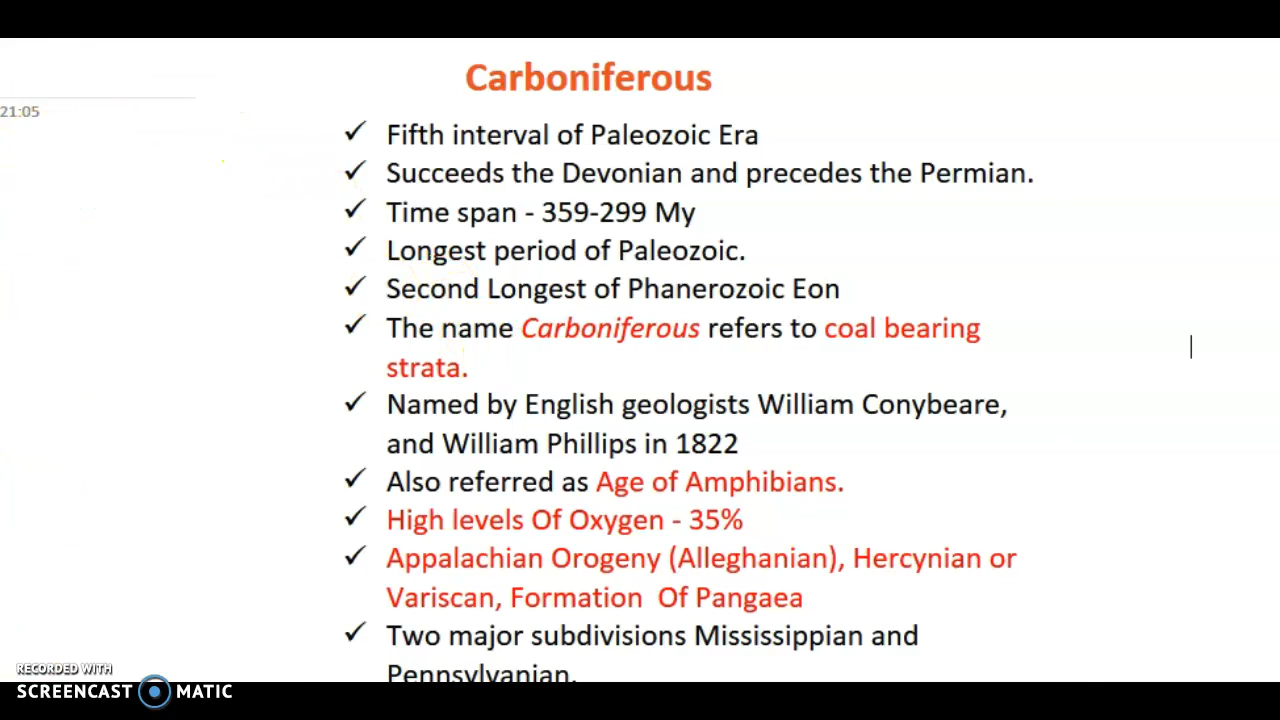 Carboniferous
21:05
✓ Fifth interval of Paleozoic Era
✓ Succeeds the Devonian and precedes the Permian.
✓ Time span - 359-299 My
✓ Longest period of Paleozoic.
✓ Second Longest of Phanerozoic Eon
✓ The name Carboniferous refers to coal bearing
strata.
✓ Named by English geologists William Conybeare,
and William Phillips in 1822
✓ Also referred as Age of Amphibians.
✓ High levels Of Oxygen - 35%
✓ Appalachian Orogeny (Alleghanian), Hercynian or
Variscan, Formation Of Pangaea
✓ Two major subdivisions Mississippian and
Pennsylvanian.
RECORDED WITH
SCREENCAST MATIC